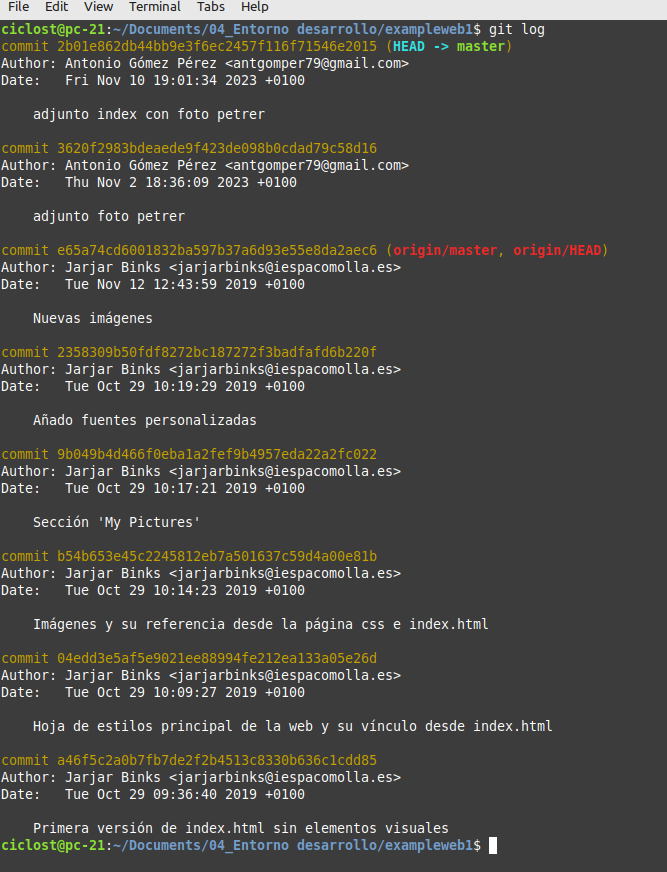 File Edit View Terminal Tabs Help
ciclost@pc-21:~/Documents/04_Entorno desarrollo/exampleweb1$ git log
commit 2b01e862db44bb9e3f6ec2457f116f71546e2015 (HEAD -> master)
Author: Antonio Gómez Pérez <antgomper79@gmail.com>
Date:   Fri Nov 10 19:01:34 2023 +0100
    adjunto index con foto petrer
commit 3620f2983bdeaede9f423de098b0cdad79c58d16
Author: Antonio Gómez Pérez <antgomper79@gmail.com>
Date:   Thu Nov 2 18:36:09 2023 +0100
    adjunto foto petrer
commit e65a74cd6001832ba597b37a6d93e55e8da2aec6 (origin/master, origin/HEAD)
Author: Jarjar Binks <jarjarbinks@iespacomolla.es>
Date:   Tue Nov 12 12:43:59 2019 +0100
    Nuevas imágenes
commit 2358309b50fdf8272bc187272f3badfafd6b220f
Author: Jarjar Binks <jarjarbinks@iespacomolla.es>
Date:   Tue Oct 29 10:19:29 2019 +0100
    Añado fuentes personalizadas
commit 9b049b4d466f0eba1a2fef9b4957eda22a2fc022
Author: Jarjar Binks <jarjarbinks@iespacomolla.es>
Date:   Tue Oct 29 10:17:21 2019 +0100
    Sección 'My Pictures'
commit b54b653e45c2245812eb7a501637c59d4a00e81b
Author: Jarjar Binks <jarjarbinks@iespacomolla.es>
Date:   Tue Oct 29 10:14:23 2019 +0100
    Imágenes y su referencia desde la página css e index.html
commit 04edd3e5af5e9021ee88994fe212ea133a05e26d
Author: Jarjar Binks <jarjarbinks@iespacomolla.es>
Date:   Tue Oct 29 10:09:27 2019 +0100
    Hoja de estilos principal de la web y su vínculo desde index.html
commit a46f5c2a0b7fb7de2f2b4513c8330b636c1cdd85
Author: Jarjar Binks <jarjarbinks@iespacomolla.es>
Date:   Tue Oct 29 09:36:40 2019 +0100
    Primera versión de index.html sin elementos visuales
ciclost@pc-21:~/Documents/04_Entorno desarrollo/exampleweb1$